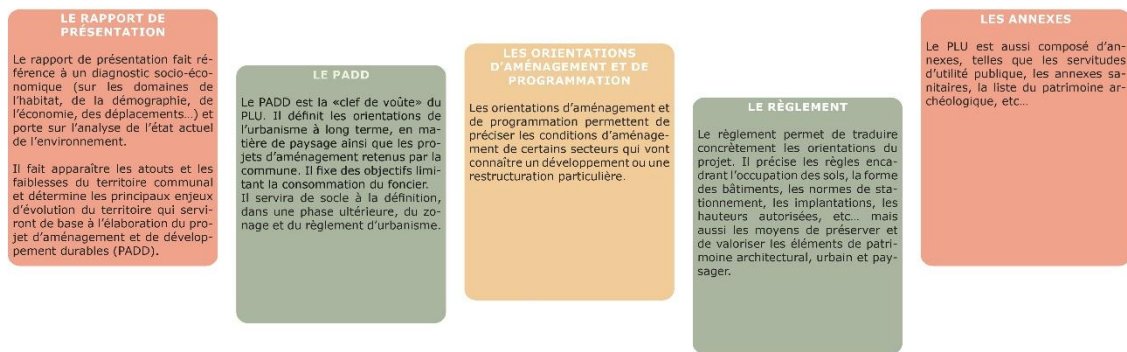 LE RAPPORT DE
PRÉSENTATION
Le rapport de présentation fait ré-
férence à un diagnostic socio-éco-
nomique (sur les domaines de
l'habitat, de la démographie, de
l'économie, des déplacements...) et
porte sur l'analyse de l'état actuel
de l'environnement.
Il fait apparaître les atouts et les
faiblesses du territoire communal
et détermine les principaux enjeux
d'évolution du territoire qui servi-
ront de base à l'élaboration du pro-
jet d'aménagement et de dévelop-
pement durables (PADD).
LE PADD
Le PADD est la «clef de voûte» du
PLU. Il définit les orientations de
l'urbanisme à long terme, en ma-
tière de paysage ainsi que les pro-
jets d'aménagement retenus par la
commune. Il fixe des objectifs limi-
tant la consommation du foncier.
Il servira de socle à la définition,
dans une phase ultérieure, du zo-
nage et du règlement d'urbanisme.
LES ORIENTATIONS
D'AMÉNAGEMENT ET DE
PROGRAMMATION
Les orientations d'aménagement et
de programmation permettent de
préciser les conditions d'aménage-
ment de certains secteurs qui vont
connaître un développement ou une
restructuration particulière.
LE RÈGLEMENT
Le règlement permet de traduire
concrètement les orientations du
projet. Il précise les règles enca-
drant l'occupation des sols, la forme
des bâtiments, les normes de sta-
tionnement, les implantations, les
hauteurs autorisées, etc... mais
aussi les moyens de préserver et
de valoriser les éléments de patri-
moine architectural, urbain et pay-
sager.
LES ANNEXES
Le PLU est aussi composé d'an-
nexes, telles que les servitudes
d'utilité publique, les annexes sa-
nitaires, la liste du patrimoine ar-
chéologique, etc...